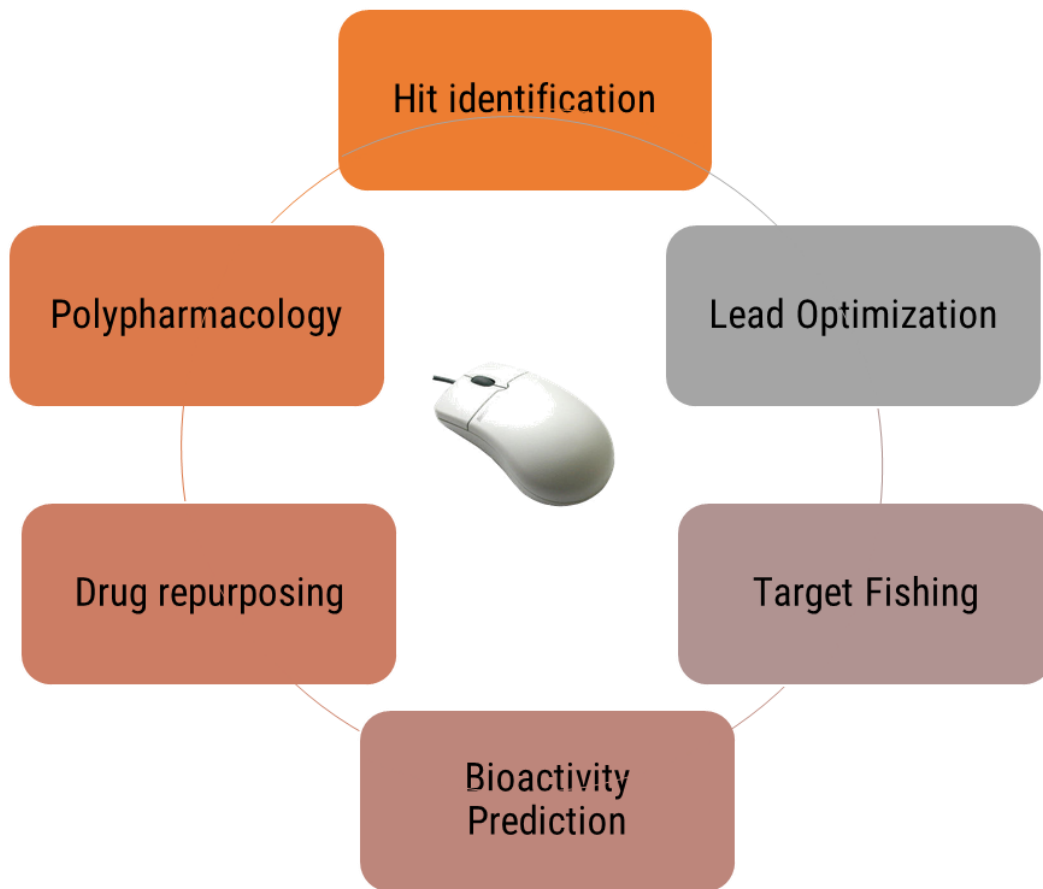 Hit identification
Lead Optimization
Target Fishing
Bioactivity
Prediction
Drug repurposing
Polypharmacology